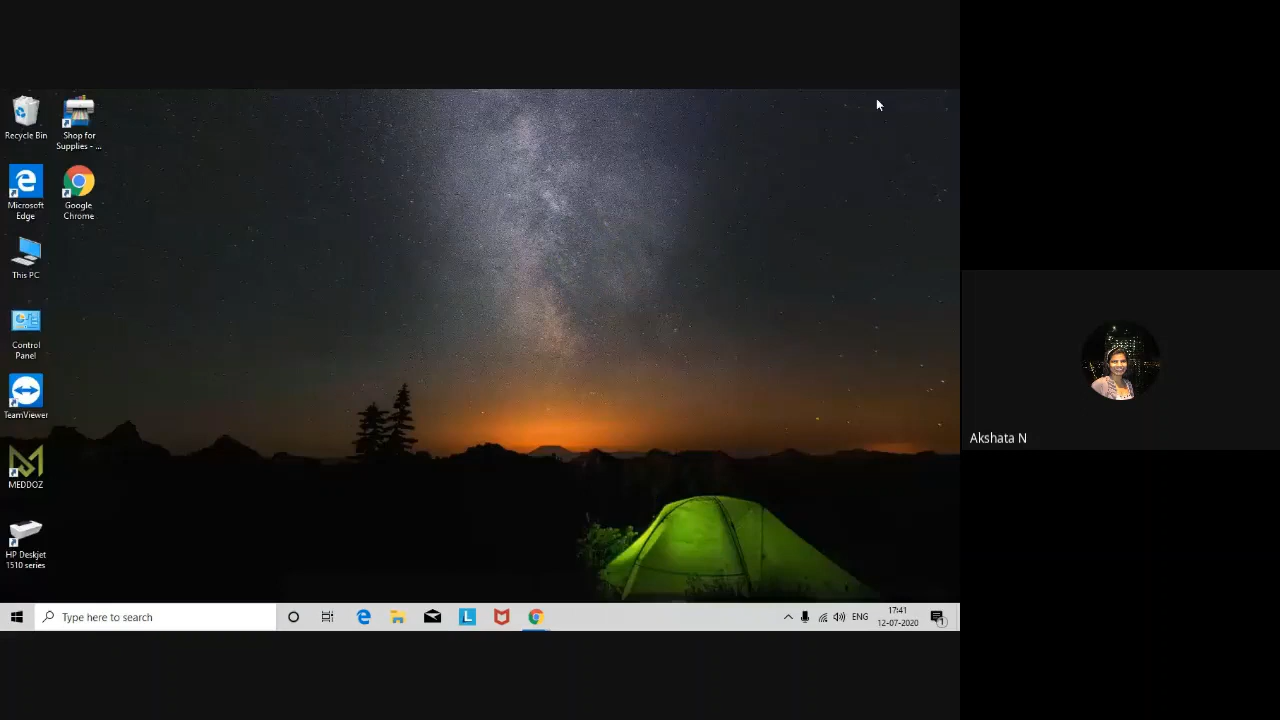 Recycle Bin
Shop for
Supplies - ...
Microsoft
Edge
Google
Chrome
This PC
Control
Panel
TeamViewer
MEDDOZ
HP Deskjet
1510 series
Type here to search
L
ENG
17:41
12-07-2020
1
Akshata N